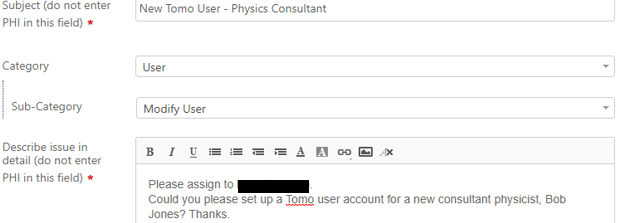 Subject (do not enter
PHI in this field) *
New Tomo User - Physics Consultant
Category
User
Sub-Category
Modify User
Describe issue in
detail (do not enter
PHI in this field) *
B I U A A
Please assign to .
Could you please set up a Tomo user account for a new consultant physicist, Bob
Jones? Thanks.